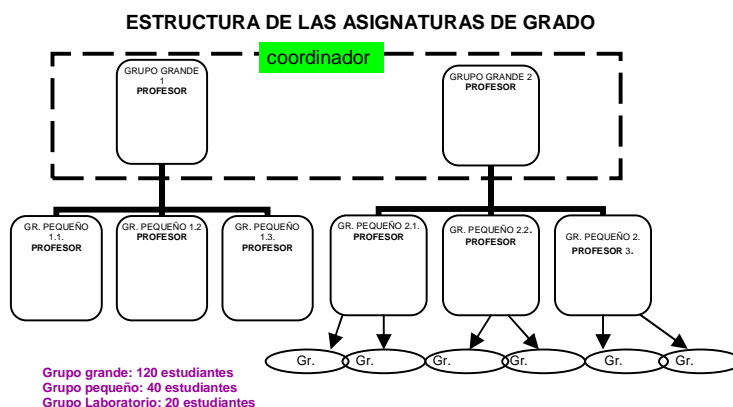 ESTRUCTURA DE LAS ASIGNATURAS DE GRADO
coordinador
GRUPO GRANDE
1
PROFESOR
GRUPO GRANDE 2
PROFESOR
GR. PEQUEÑO
1.1.
PROFESOR
GR. PEQUEÑO 1.2
PROFESOR
GR. PEQUEÑO
1.3.
PROFESOR
GR. PEQUEÑO 2.1.
PROFESOR
GR. PEQUEÑO 2.2.
PROFESOR
GR. PEQUEÑO 2.
PROFESOR 3.
Gr.
Gr.
Gr.
Gr.
Gr.
Gr.
Grupo grande: 120 estudiantes
Grupo pequeño: 40 estudiantes
Grupo Laboratorio: 20 estudiantes